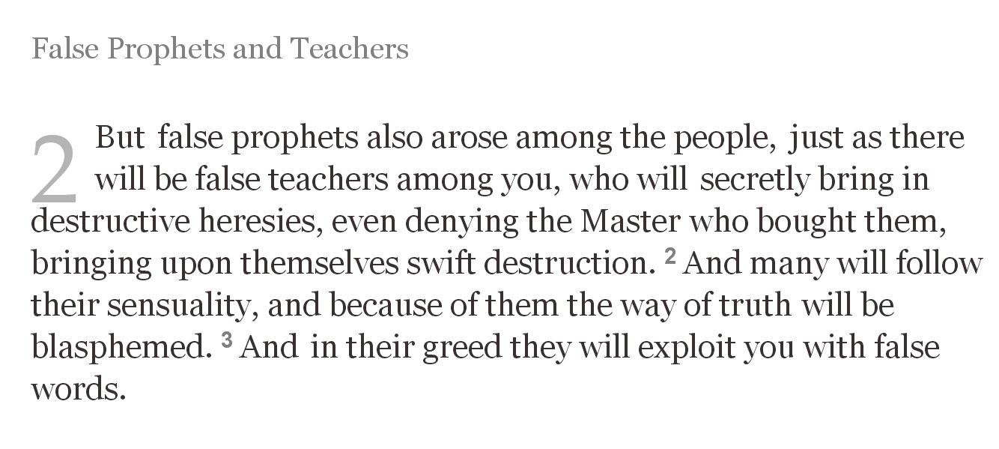 False Prophets and Teachers
2 But false prophets also arose among the people, just as there
will be false teachers among you, who will secretly bring in
destructive heresies, even denying the Master who bought them,
bringing upon themselves swift destruction. 2 And many will follow
their sensuality, and because of them the way of truth will be
blasphemed. 3 And in their greed they will exploit you with false
words.